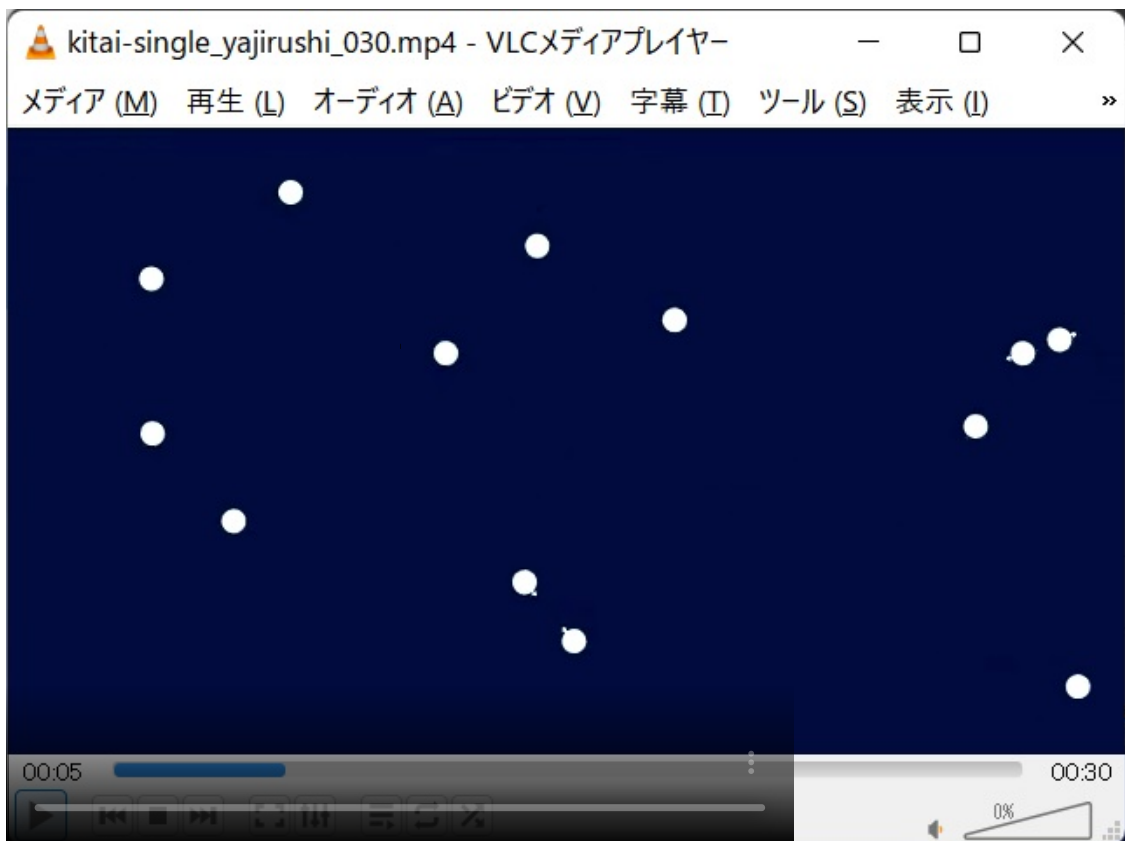 kitai-single_yajirushi_030.mp4 - VLCメディアプレイヤー
メディア (M) 再生 (L) オーディオ (A) ビデオ (V) 字幕 (T) ツール (S) 表示 (I) »
00:05 00:30
0%